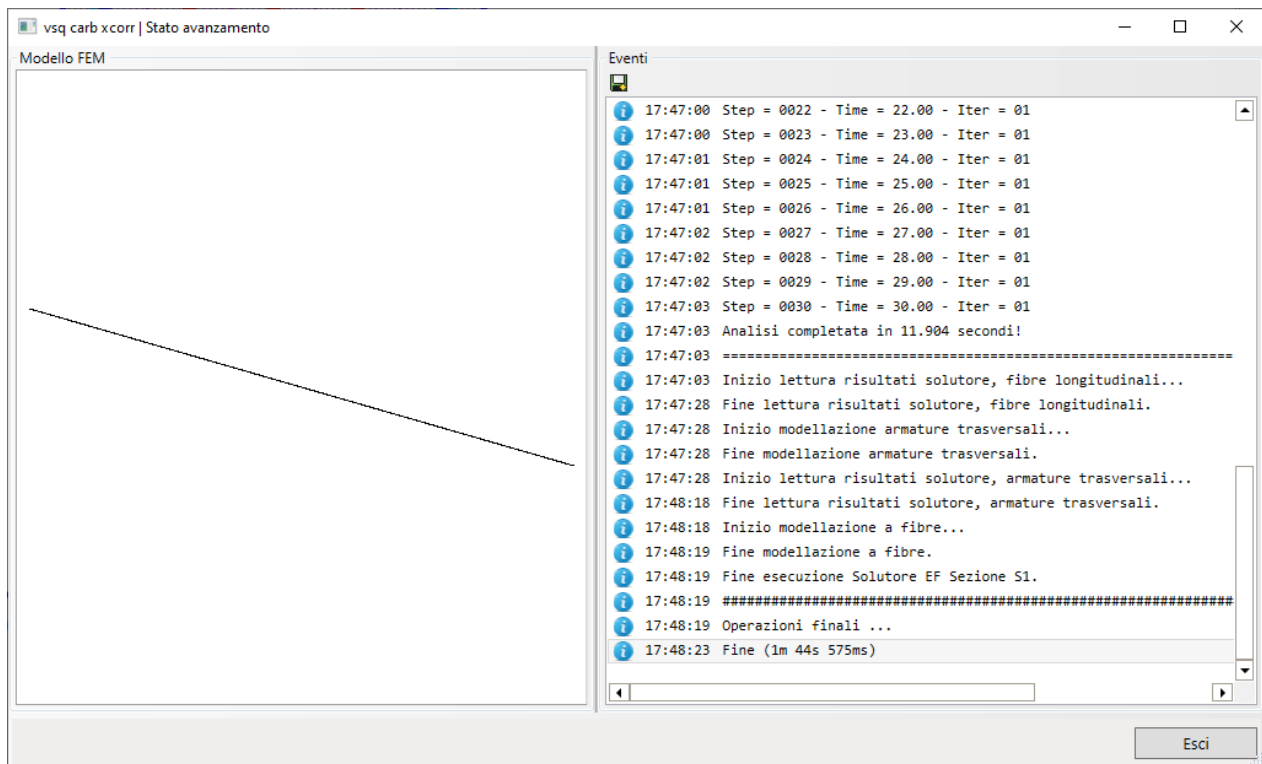 vsq carb xcorr | Stato avanzamento
Modello FEM
Eventi
17:47:00 Step = 0022 - Time = 22.00 - Iter = 01
17:47:00 Step = 0023 - Time = 23.00 - Iter = 01
17:47:01 Step = 0024 - Time = 24.00 - Iter = 01
17:47:01 Step = 0025 - Time = 25.00 - Iter = 01
17:47:01 Step = 0026 - Time = 26.00 - Iter = 01
17:47:02 Step = 0027 - Time = 27.00 - Iter = 01
17:47:02 Step = 0028 - Time = 28.00 - Iter = 01
17:47:02 Step = 0029 - Time = 29.00 - Iter = 01
17:47:03 Step = 0030 - Time = 30.00 - Iter = 01
17:47:03 Analisi completata in 11.904 secondi!
17:47:03 ===============================================================
17:47:03 Inizio lettura risultati solutore, fibre longitudinali...
17:47:28 Fine lettura risultati solutore, fibre longitudinali.
17:47:28 Inizio modellazione armature trasversali...
17:47:28 Fine modellazione armature trasversali.
17:47:28 Inizio lettura risultati solutore, armature trasversali...
17:48:18 Fine lettura risultati solutore, armature trasversali.
17:48:18 Inizio modellazione a fibre...
17:48:19 Fine modellazione a fibre.
17:48:19 Fine esecuzione Solutore EF Sezione S1.
17:48:19 ###############################################################
17:48:19 Operazioni finali ...
17:48:23 Fine (1m 44s 575ms)
Esci